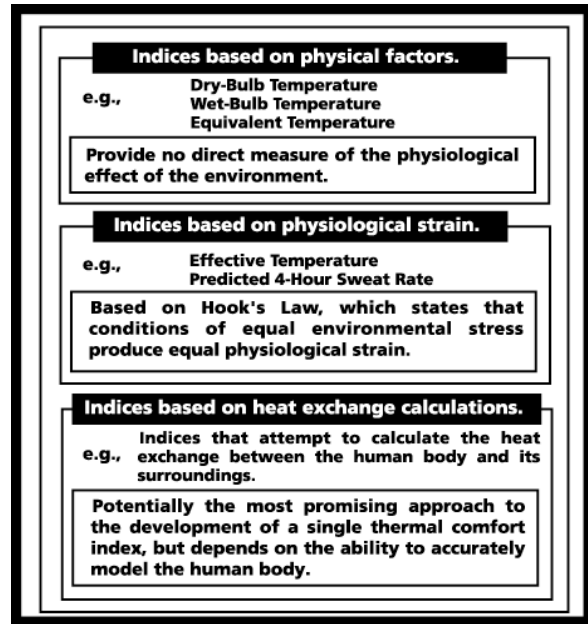 Indices based on physical factors.
e.g.,
Dry-Bulb Temperature
Wet-Bulb Temperature
Equivalent Temperature
Provide no direct measure of the physiological
effect of the environment.
Indices based on physiological strain.
e.g.,
Effective Temperature
Predicted 4-Hour Sweat Rate
Based on Hook's Law, which states that
conditions of equal environmental stress
produce equal physiological strain.
Indices based on heat exchange calculations.
e.g.,
Indices that attempt to calculate the heat
exchange between the human body and its
surroundings.
Potentially the most promising approach to
the development of a single thermal comfort
index, but depends on the ability to accurately
model the human body.